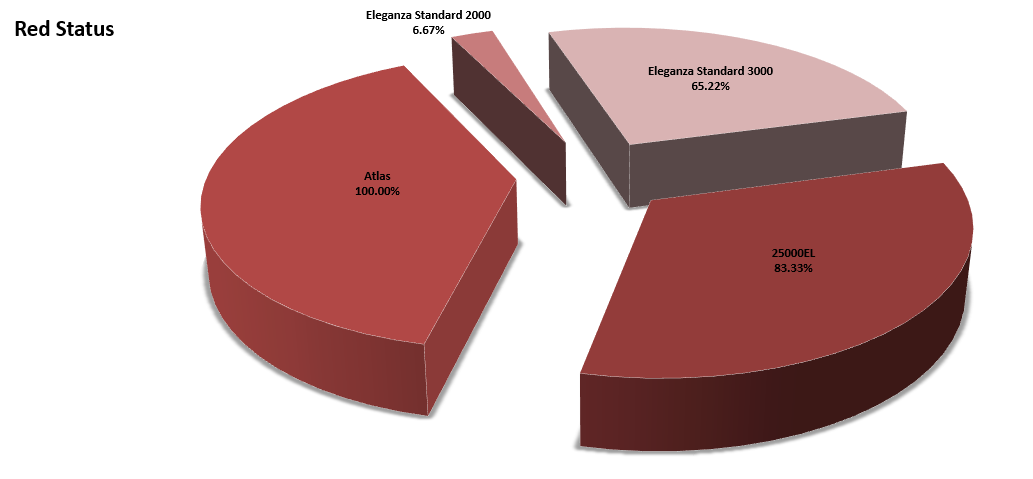 Red Status
Eleganza Standard 2000
6.67%
Eleganza Standard 3000
65.22%
Atlas
100.00%
25000EL
83.33%